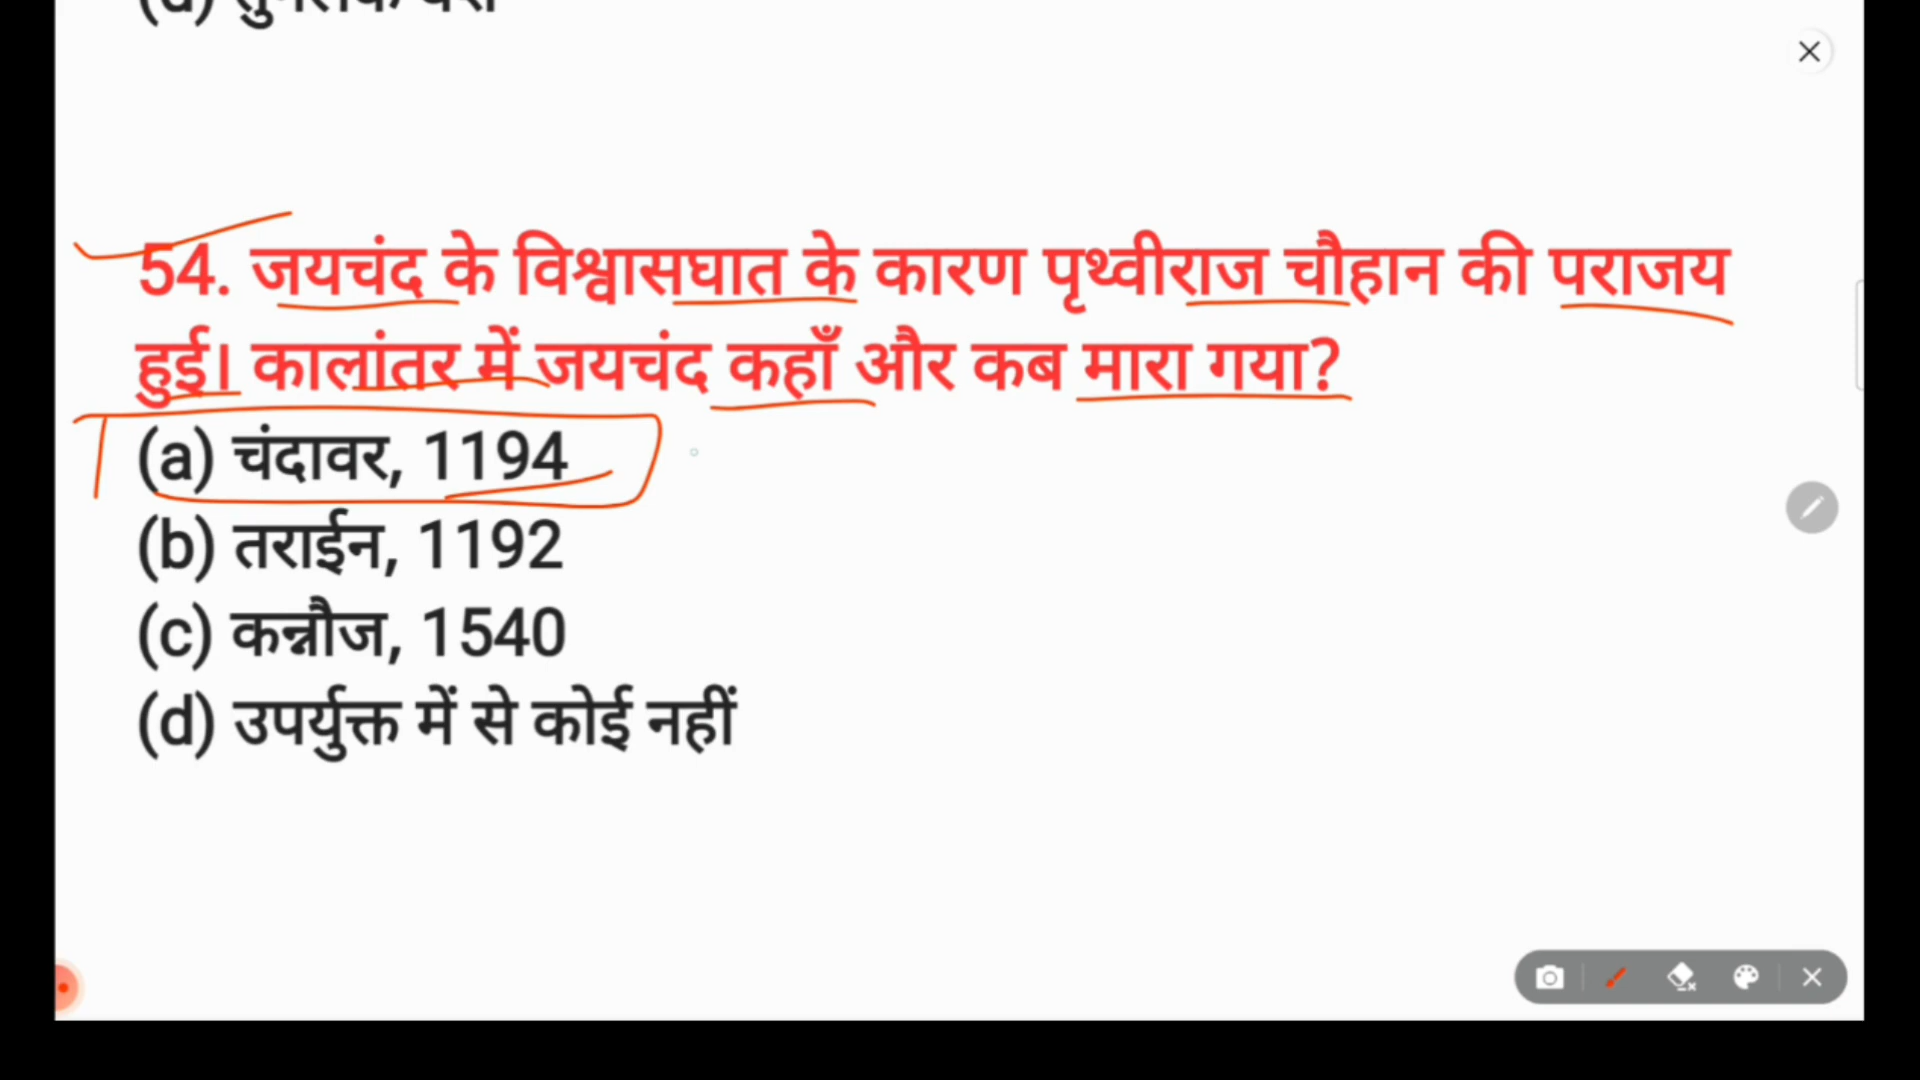 54. जयचंद के विश्वासघात के कारण पृथ्वीराज चौहान की पराजय
हुई। कालांतर में जयचंद कहाँ और कब मारा गया?
(a) चंदावर, 1194
(b) तराईन, 1192
(c) कन्नौज, 1540
(d) उपर्युक्त में से कोई नहीं